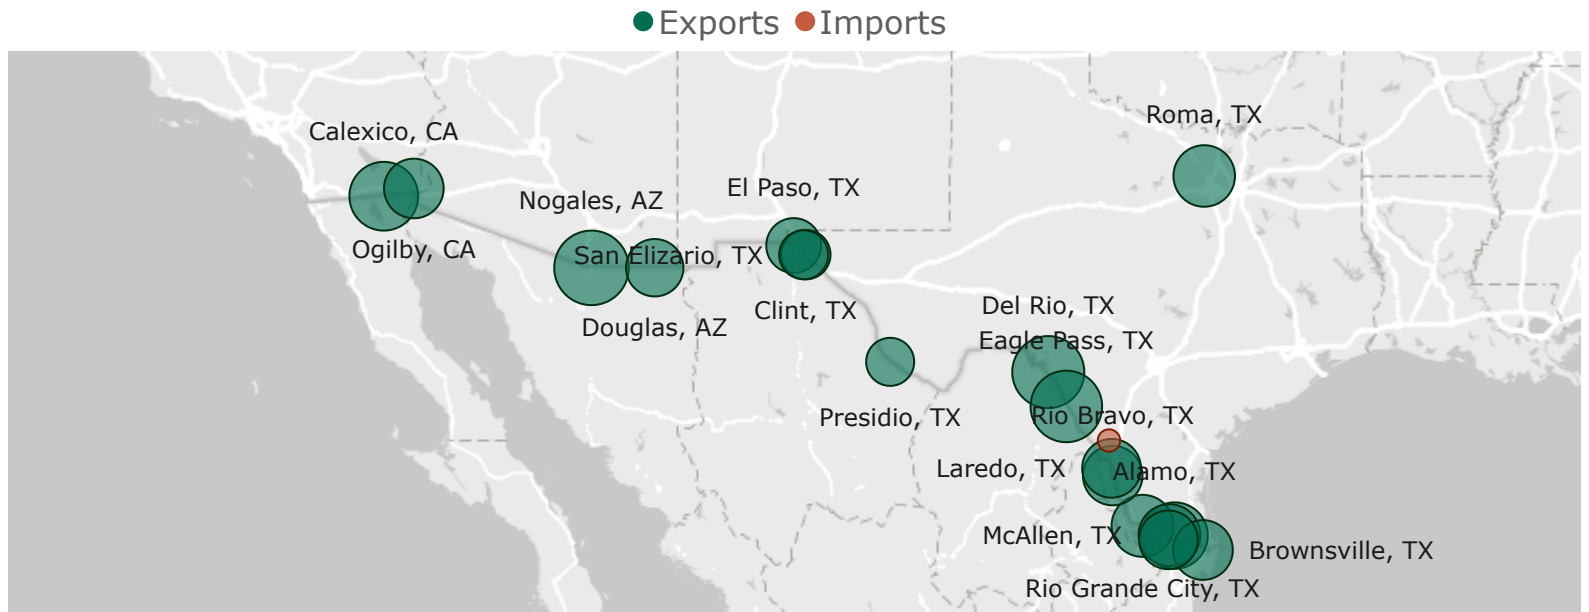 Exports Imports
Roma, TX
Calexico, CA
El Paso, TX
Nogales, AZ
Ogilby, CA
San Elizario, TX
Del Rio, TX
Clint, TX
Douglas, AZ
Eagle Pass, TX
Presidio, TX
Rio Bravo, TX
Laredo, TX
Alamo, TX
McAllen, TX
Brownsville, TX
Rio Grande City, TX